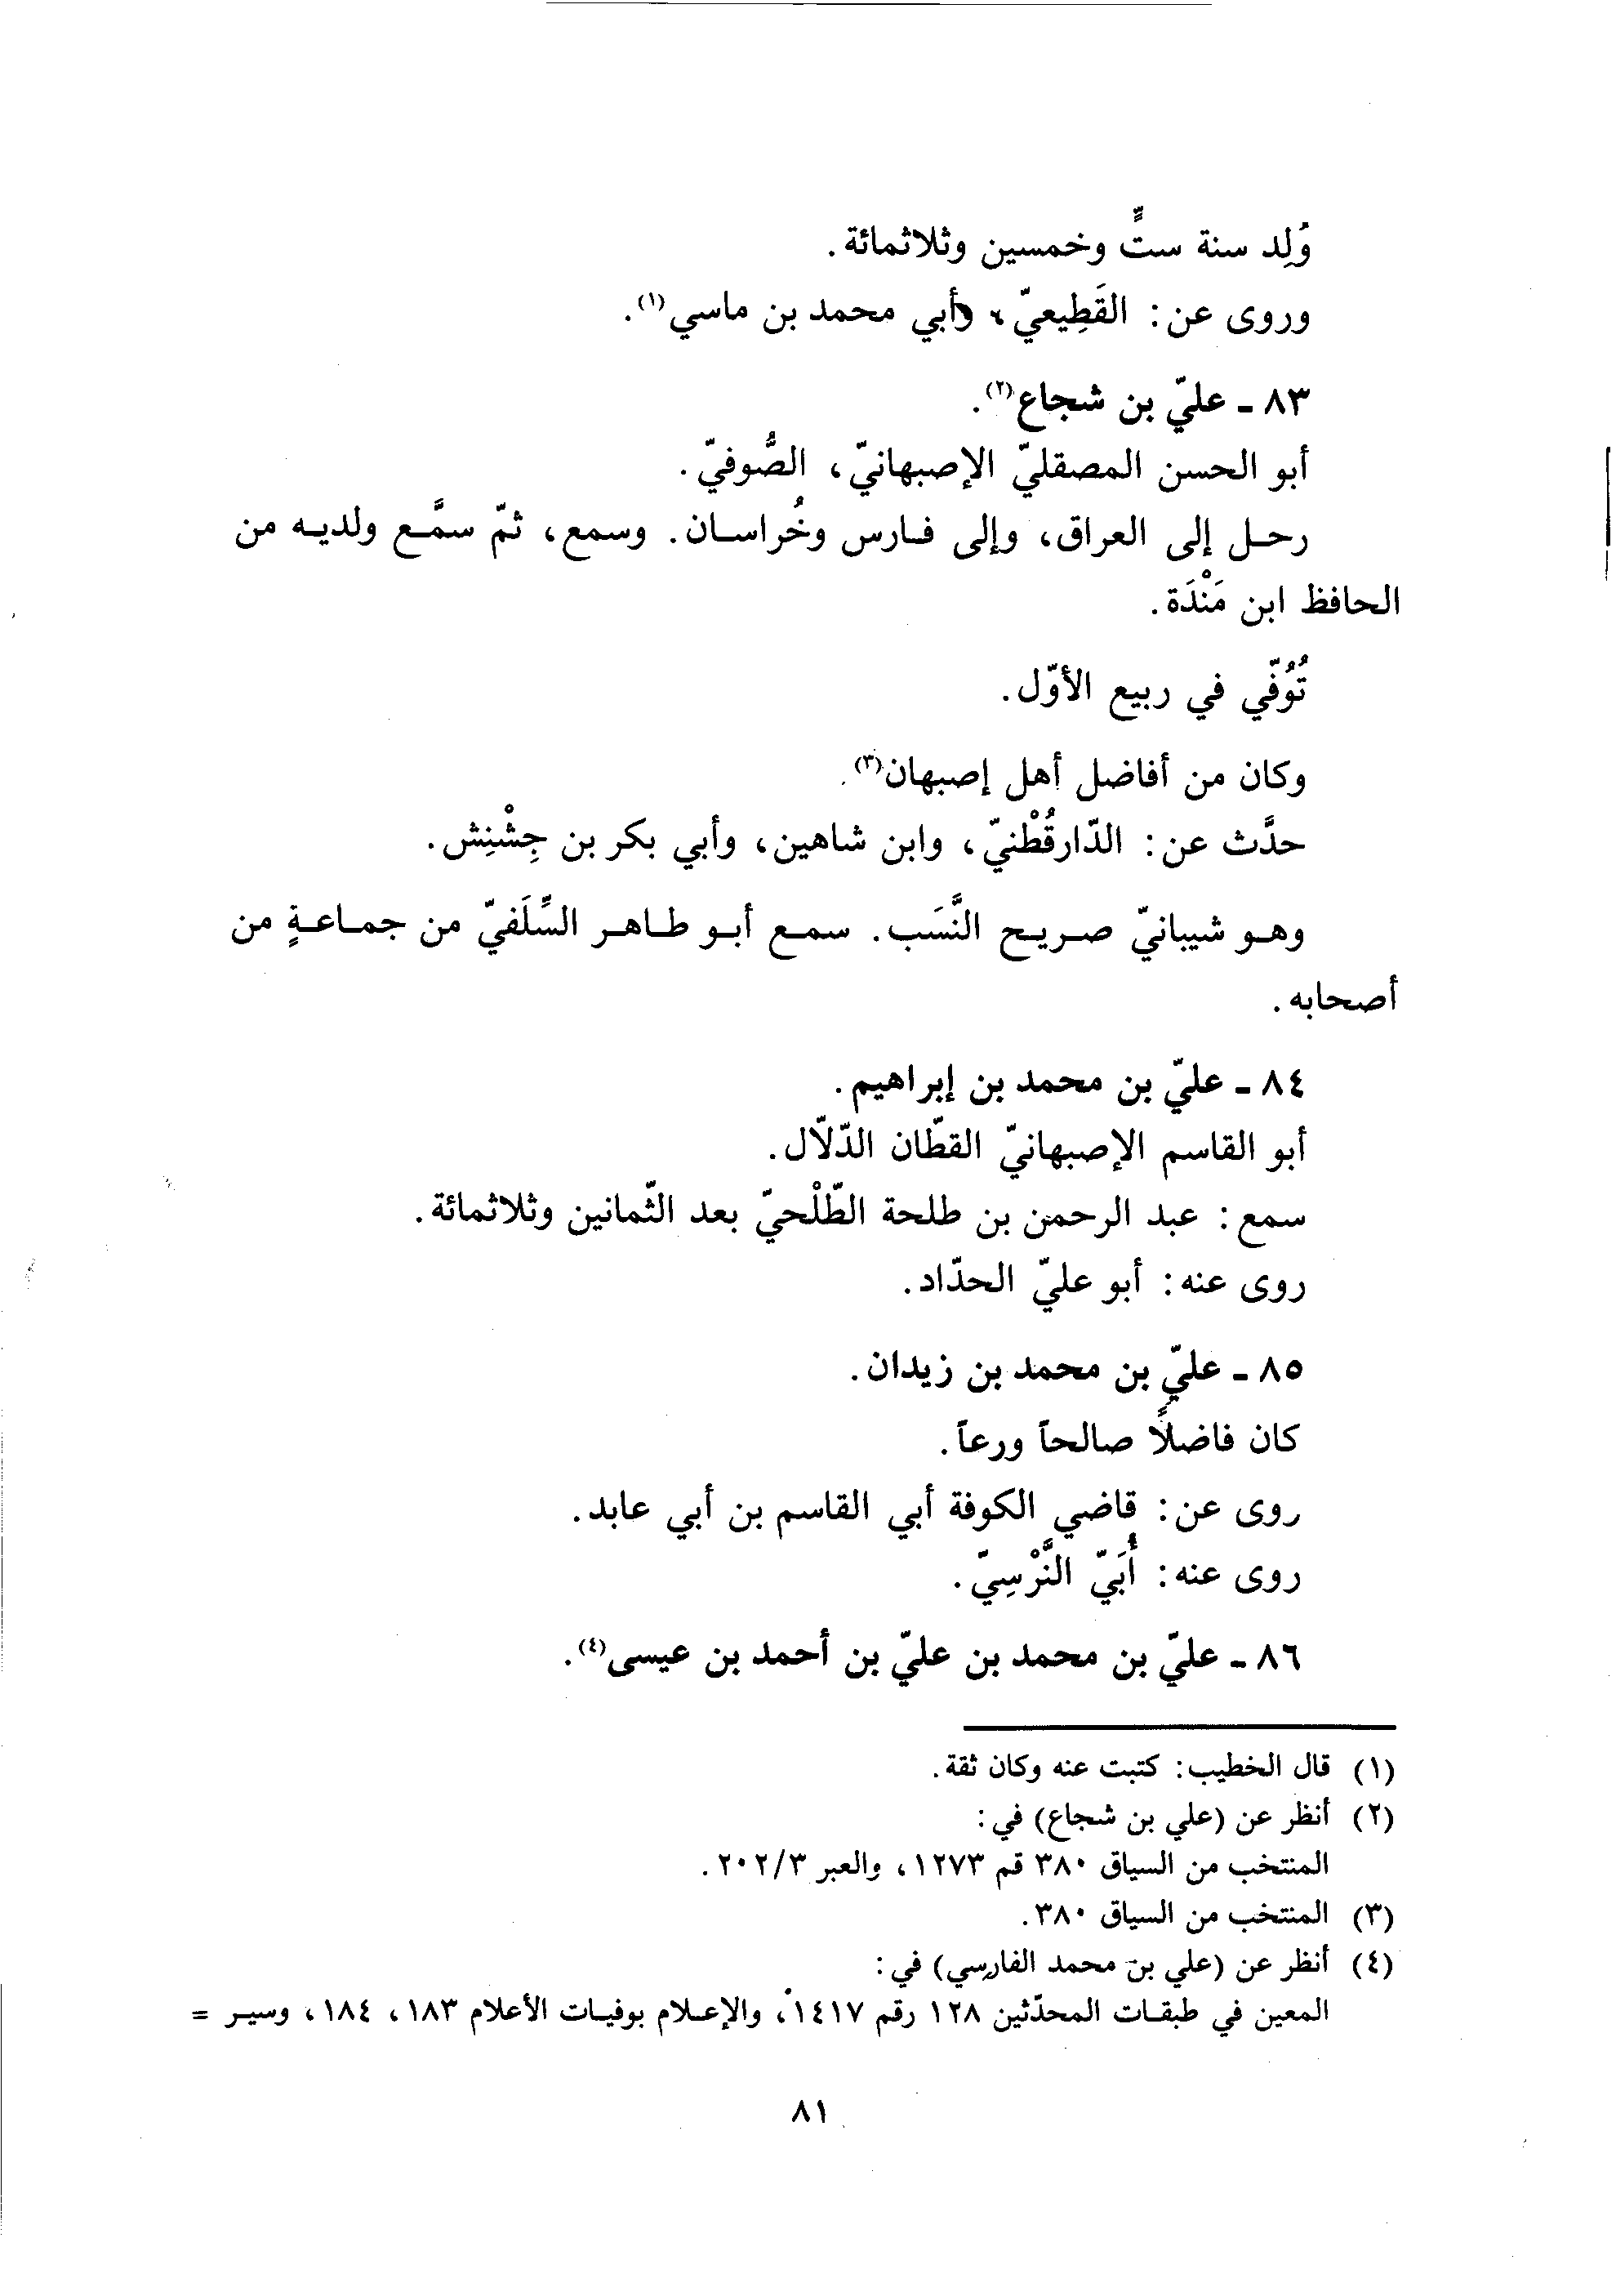 وُلِد سنة ستٍّ وخمسين وثلاثمائة.
وروى عن: القَطِيعيّ، وأبي محمد بن ماسي(١).
٨٣ ـ عليّ بن شجاع(٢).
أبو الحسن المصقليّ الإصبهانيّ، الصُّوفيّ.
رحل إلى العراق، وإلى فارس وخُراسان. وسمع، ثمّ سمَّع ولديه من
الحافظ ابن مَنْدَة.
تُوُفّي في ربيع الأوّل.
وكان من أفاضل أهل إصبهان(٣).
حدَّث عن: الدّارقُطْنيّ، وابن شاهين، وأبي بكر بن جِشْنِش.
وهو شيبانيّ صريح النَّسَب. سمع أبو طاهر السِّلَفيّ من جماعةٍ من
أصحابه.
٨٤ ـ عليّ بن محمد بن إبراهيم.
أبو القاسم الإصبهانيّ القطّان الدّلّال.
سمع: عبد الرحمن بن طلحة الطّلْحيّ بعد الثّمانين وثلاثمائة.
روى عنه: أبو عليّ الحدّاد.
٨٥ ـ عليّ بن محمد بن زيدان.
كان فاضلًا صالحاً ورعاً.
روى عن: قاضي الكوفة أبي القاسم بن أبي عابد.
روى عنه: أُبَيّ النَّرْسِيّ.
٨٦ ـ عليّ بن محمد بن عليّ بن أحمد بن عيسى(٤).
(١) قال الخطيب: كتبت عنه وكان ثقة.
(٢) أنظر عن (علي بن شجاع) في:
المنتخب من السياق ٣٨٠ قم ١٢٧٣، والعبر ٢٠٢/٣.
(٣) المنتخب من السياق ٣٨٠.
(٤) أنظر عن (علي بن محمد الفارسي) في:
المعين في طبقات المحدّثين ١٢٨ رقم ١٤١٧، والإعلام بوفيات الأعلام ١٨٣، ١٨٤، وسير =
٨١